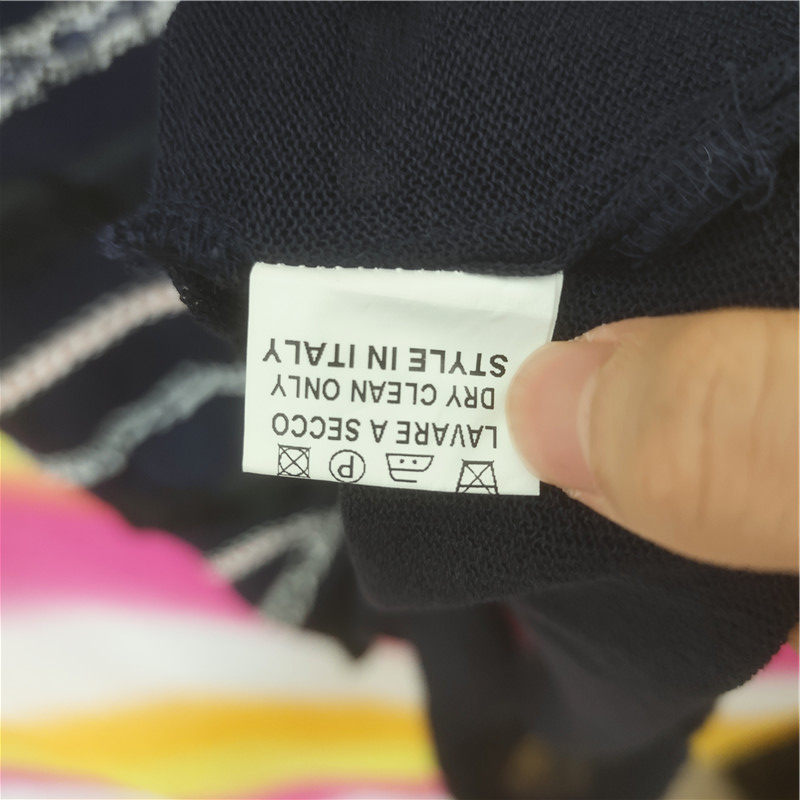 P
LAVARE A SECCO
DRY CLEAN ONLY
STYLE IN ITALY